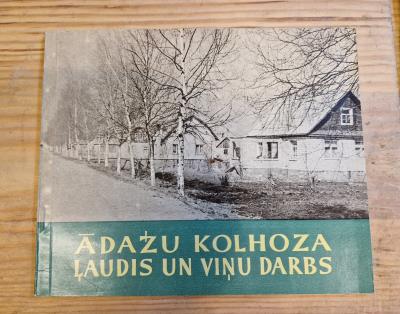 ĀDAŽU KOLHOZA
ĻAUDIS UN VIŅU DARBS